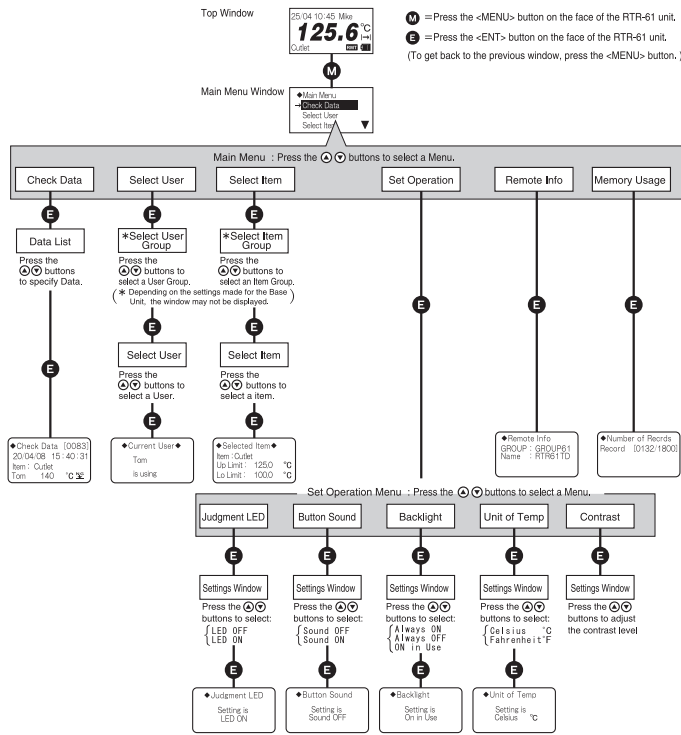 Top Window
25/04 10:45 Mike
125.6°C
Cutlet
M =Press the <MENU> button on the face of the RTR-61 unit.
E =Press the <ENT> button on the face of the RTR-61 unit.
(To get back to the previous window, press the <MENU> button. )
M
Main Menu Window
◆Main Menu
→Check Data
Select User
Select Item ▼
Main Menu : Press the ▲ ▼ buttons to select a Menu.
Check Data
Select User
Select Item
Set Operation
Remote Info
Memory Usage
E E E
Data List
Press the
▲▼ buttons
to specify Data.
*Select User
Group
Press the
▲▼ buttons to
select a User Group.
*Select Item
Group
Press the
▲▼ buttons to
select an Item Group.
( * Depending on the settings made for the Base
Unit, the window may not be displayed. )
E E E E E E
Select User
Press the
▲▼ buttons to
select a User.
Select Item
Press the
▲▼ buttons to
select a item.
E E
◆Check Data [0083]
20/04/08 15:40:31
Item : Cutlet
Tom 140 °C
◆Current User◆
Tom
is using
◆Selected Item◆
Item :Cutlet
Up Limit : 125.0 °C
Lo Limit : 100.0 °C
◆Remote Info
GROUP : GROUP61
Name : RTR61TD
◆Number of Recrds
Record [0132/1800]
Set Operation Menu : Press the ▲ ▼ buttons to select a Menu.
Judgment LED
Button Sound
Backlight
Unit of Temp
Contrast
E E E E E
Settings Window
Press the ▲▼
buttons to select:
LED OFF
LED ON
Settings Window
Press the ▲▼
buttons to select:
Sound OFF
Sound ON
Settings Window
Press the ▲▼
buttons to select:
Always ON
Always OFF
ON in Use
Settings Window
Press the ▲▼
buttons to select:
Celsius °C
Fahrenheit°F
Settings Window
Press the ▲▼
buttons to adjust
the contrast level
E E E E
◆Judgment LED
Setting is
LED ON
◆Button Sound
Setting is
Sound OFF
◆Backlight
Setting is
On in Use
◆Unit of Temp
Setting is
Celsius °C